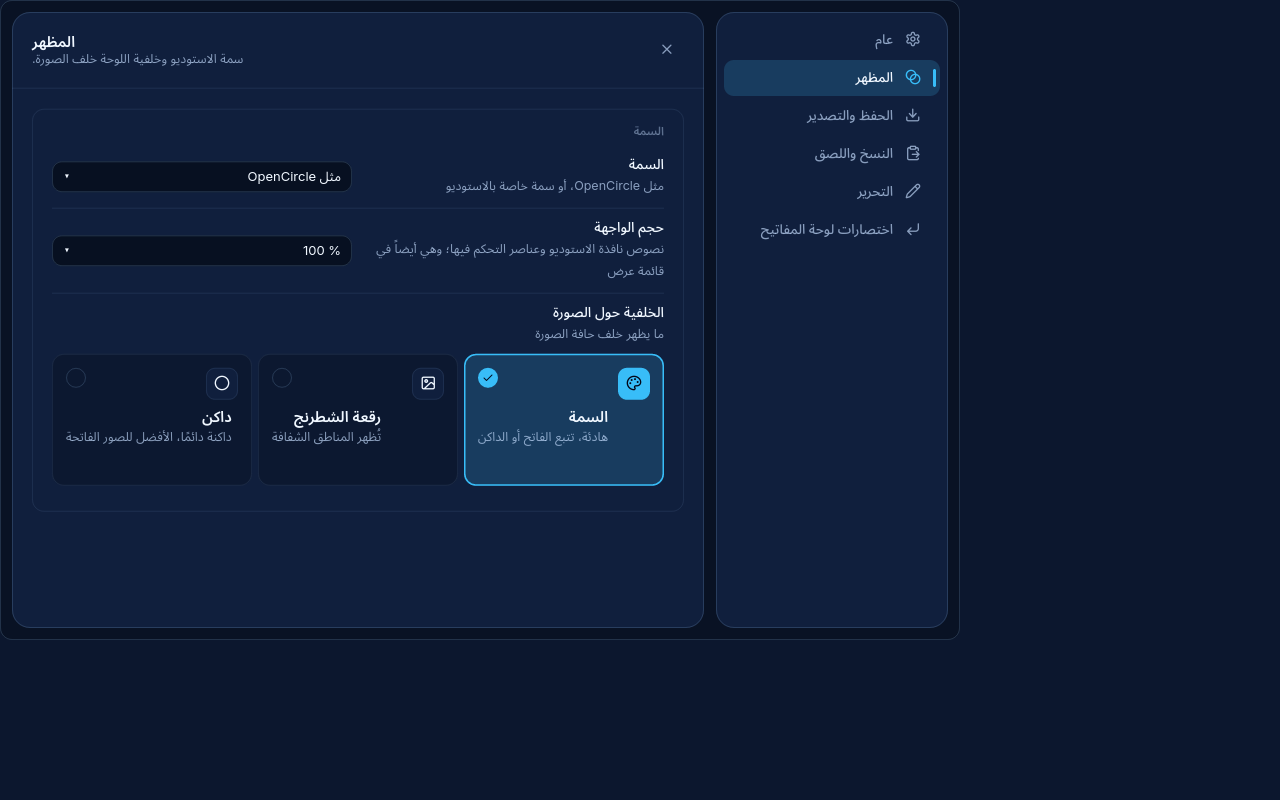 عام
المظهر
الحفظ والتصدير
النسخ واللصق
التحرير
اختصارات لوحة المفاتيح
المظهر
سمة الاستوديو وخلفية اللوحة خلف الصورة.
السمة
السمة
مثل OpenCircle، أو سمة خاصة بالاستوديو
مثل OpenCircle
حجم الواجهة
نصوص نافذة الاستوديو وعناصر التحكم فيها؛ وهي أيضاً في
قائمة عرض
100 %
الخلفية حول الصورة
ما يظهر خلف حافة الصورة
السمة
هادئة، تتبع الفاتح أو الداكن
رقعة الشطرنج
تُظهر المناطق الشفافة
داكن
داكنة دائمًا، الأفضل للصور الفاتحة